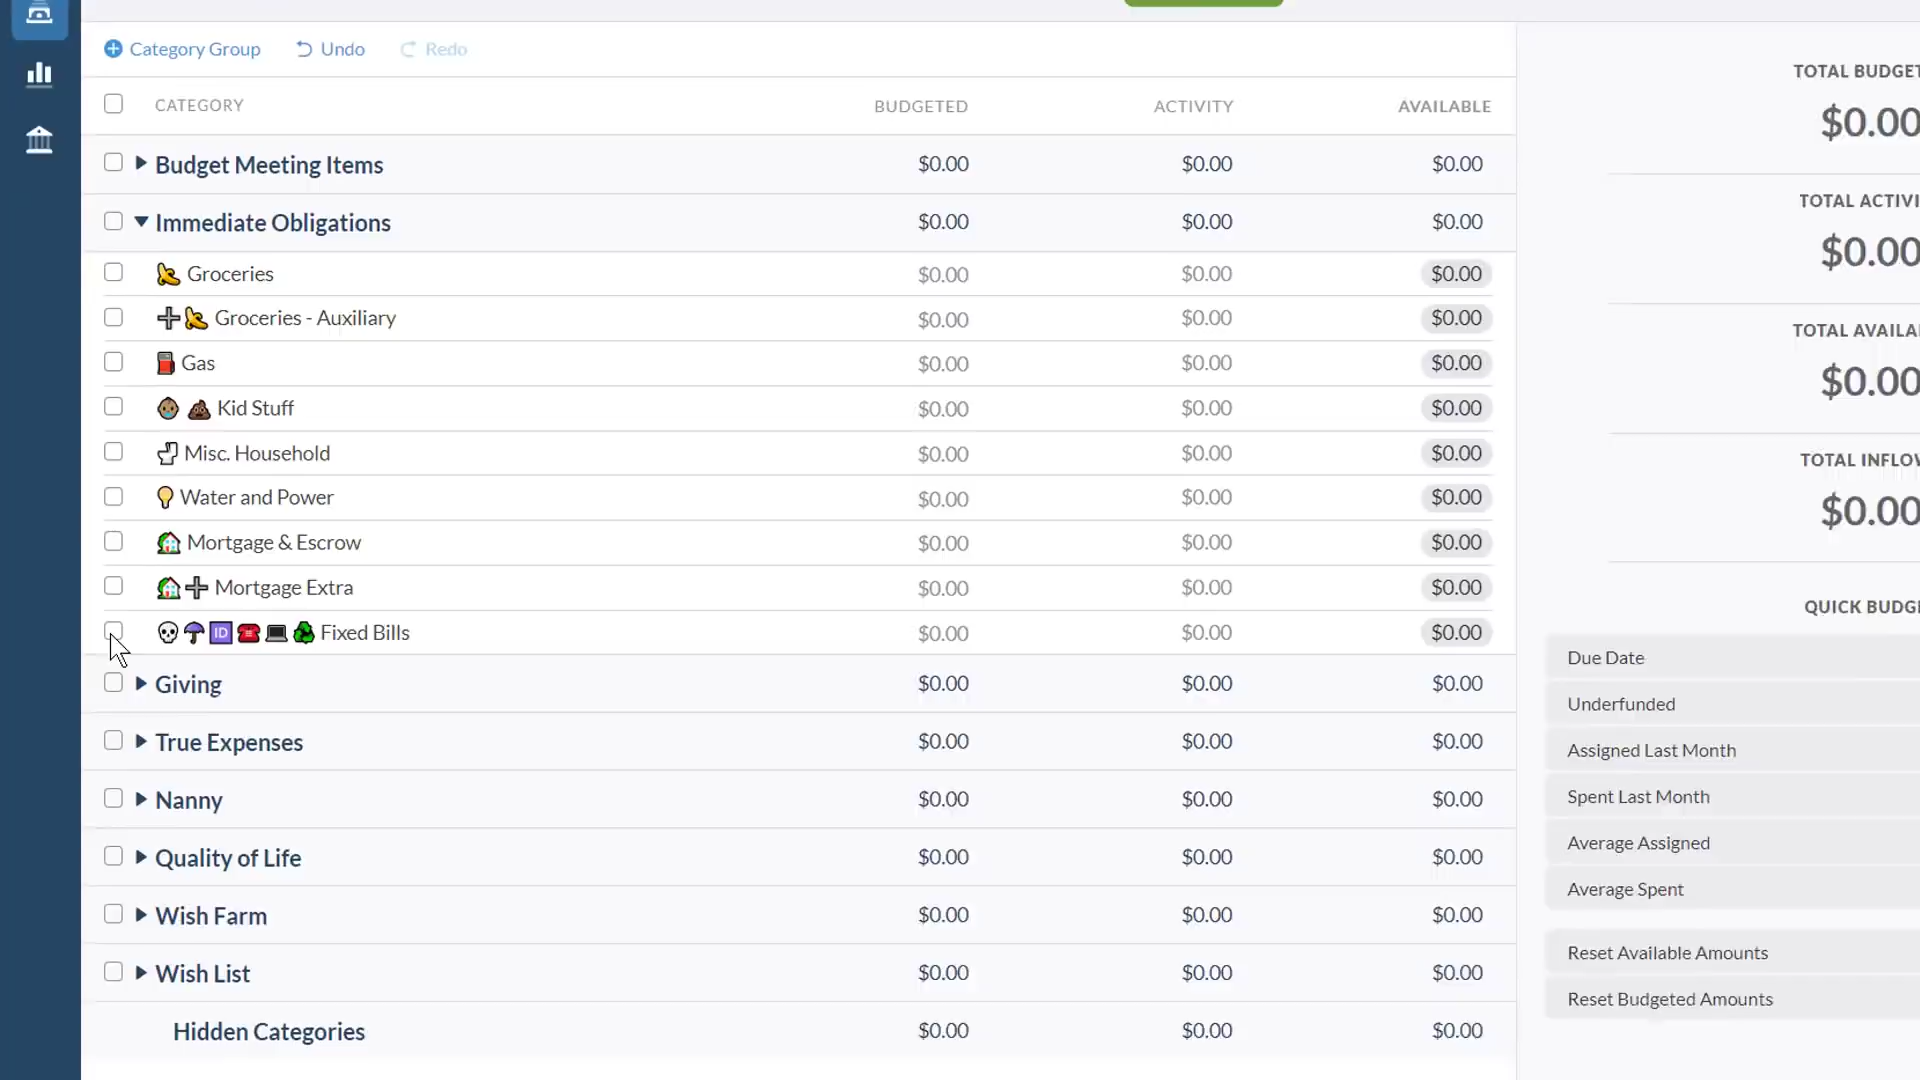 Category Group Undo Redo
CATEGORY BUDGETED ACTIVITY AVAILABLE
Budget Meeting Items $0.00 $0.00 $0.00
Immediate Obligations $0.00 $0.00 $0.00
Groceries $0.00 $0.00 $0.00
Groceries - Auxiliary $0.00 $0.00 $0.00
Gas $0.00 $0.00 $0.00
Kid Stuff $0.00 $0.00 $0.00
Misc. Household $0.00 $0.00 $0.00
Water and Power $0.00 $0.00 $0.00
Mortgage & Escrow $0.00 $0.00 $0.00
Mortgage Extra $0.00 $0.00 $0.00
ID Fixed Bills $0.00 $0.00 $0.00
Giving $0.00 $0.00 $0.00
True Expenses $0.00 $0.00 $0.00
Nanny $0.00 $0.00 $0.00
Quality of Life $0.00 $0.00 $0.00
Wish Farm $0.00 $0.00 $0.00
Wish List $0.00 $0.00 $0.00
Hidden Categories $0.00 $0.00 $0.00
TOTAL BUDGET
$0.00
TOTAL ACTIVI
$0.00
TOTAL AVAILA
$0.00
TOTAL INFLOW
$0.00
QUICK BUDG
Due Date
Underfunded
Assigned Last Month
Spent Last Month
Average Assigned
Average Spent
Reset Available Amounts
Reset Budgeted Amounts